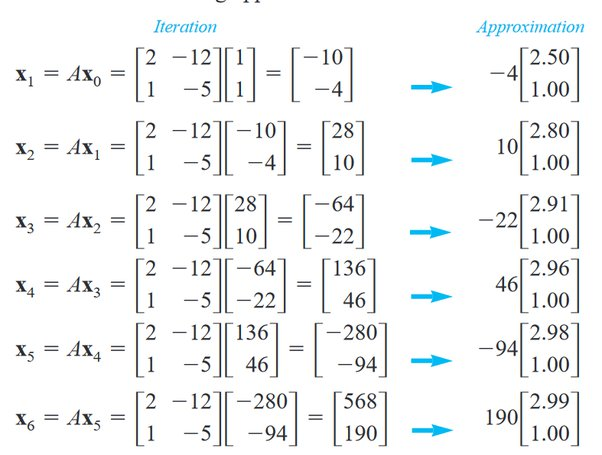 Iteration Approximation
x₁ = Ax₀ = [2 −12; 1 −5][1; 1] = [−10; −4] → −4[2.50; 1.00]
x₂ = Ax₁ = [2 −12; 1 −5][−10; −4] = [28; 10] → 10[2.80; 1.00]
x₃ = Ax₂ = [2 −12; 1 −5][28; 10] = [−64; −22] → −22[2.91; 1.00]
x₄ = Ax₃ = [2 −12; 1 −5][−64; −22] = [136; 46] → 46[2.96; 1.00]
x₅ = Ax₄ = [2 −12; 1 −5][136; 46] = [−280; −94] → −94[2.98; 1.00]
x₆ = Ax₅ = [2 −12; 1 −5][−280; −94] = [568; 190] → 190[2.99; 1.00]